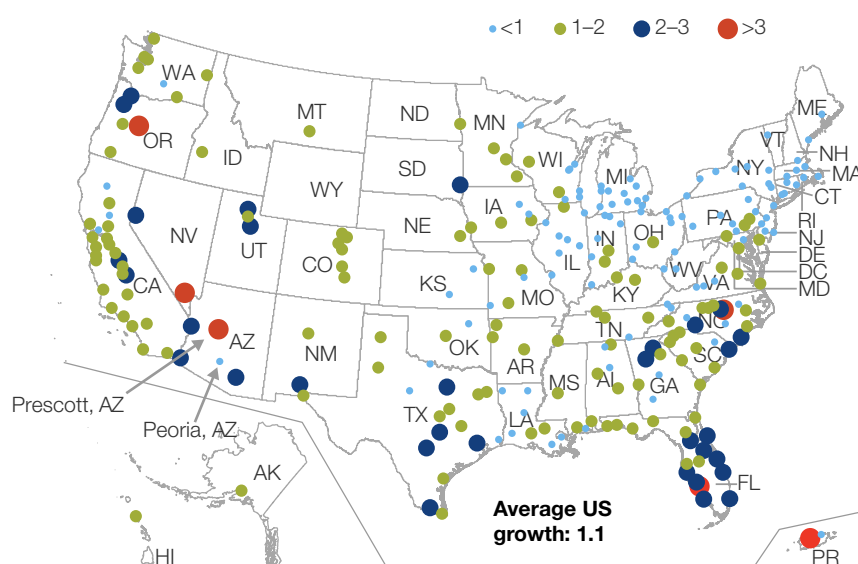 <1 1–2 2–3 >3
WA
MT
ND
MN
ME
OR
ID
SD
WI
MI
VT
NY
NH
MA
CT
RI
NJ
DE
DC
MD
WY
IA
PA
NE
NV
UT
IN
OH
CO
IL
CA
KS
MO
WV
VA
KY
NC
TN
AZ
NM
OK
AR
SC
MS
AL
GA
TX
LA
Prescott, AZ
Peoria, AZ
AK
FL
Average US
growth: 1.1
HI
PR